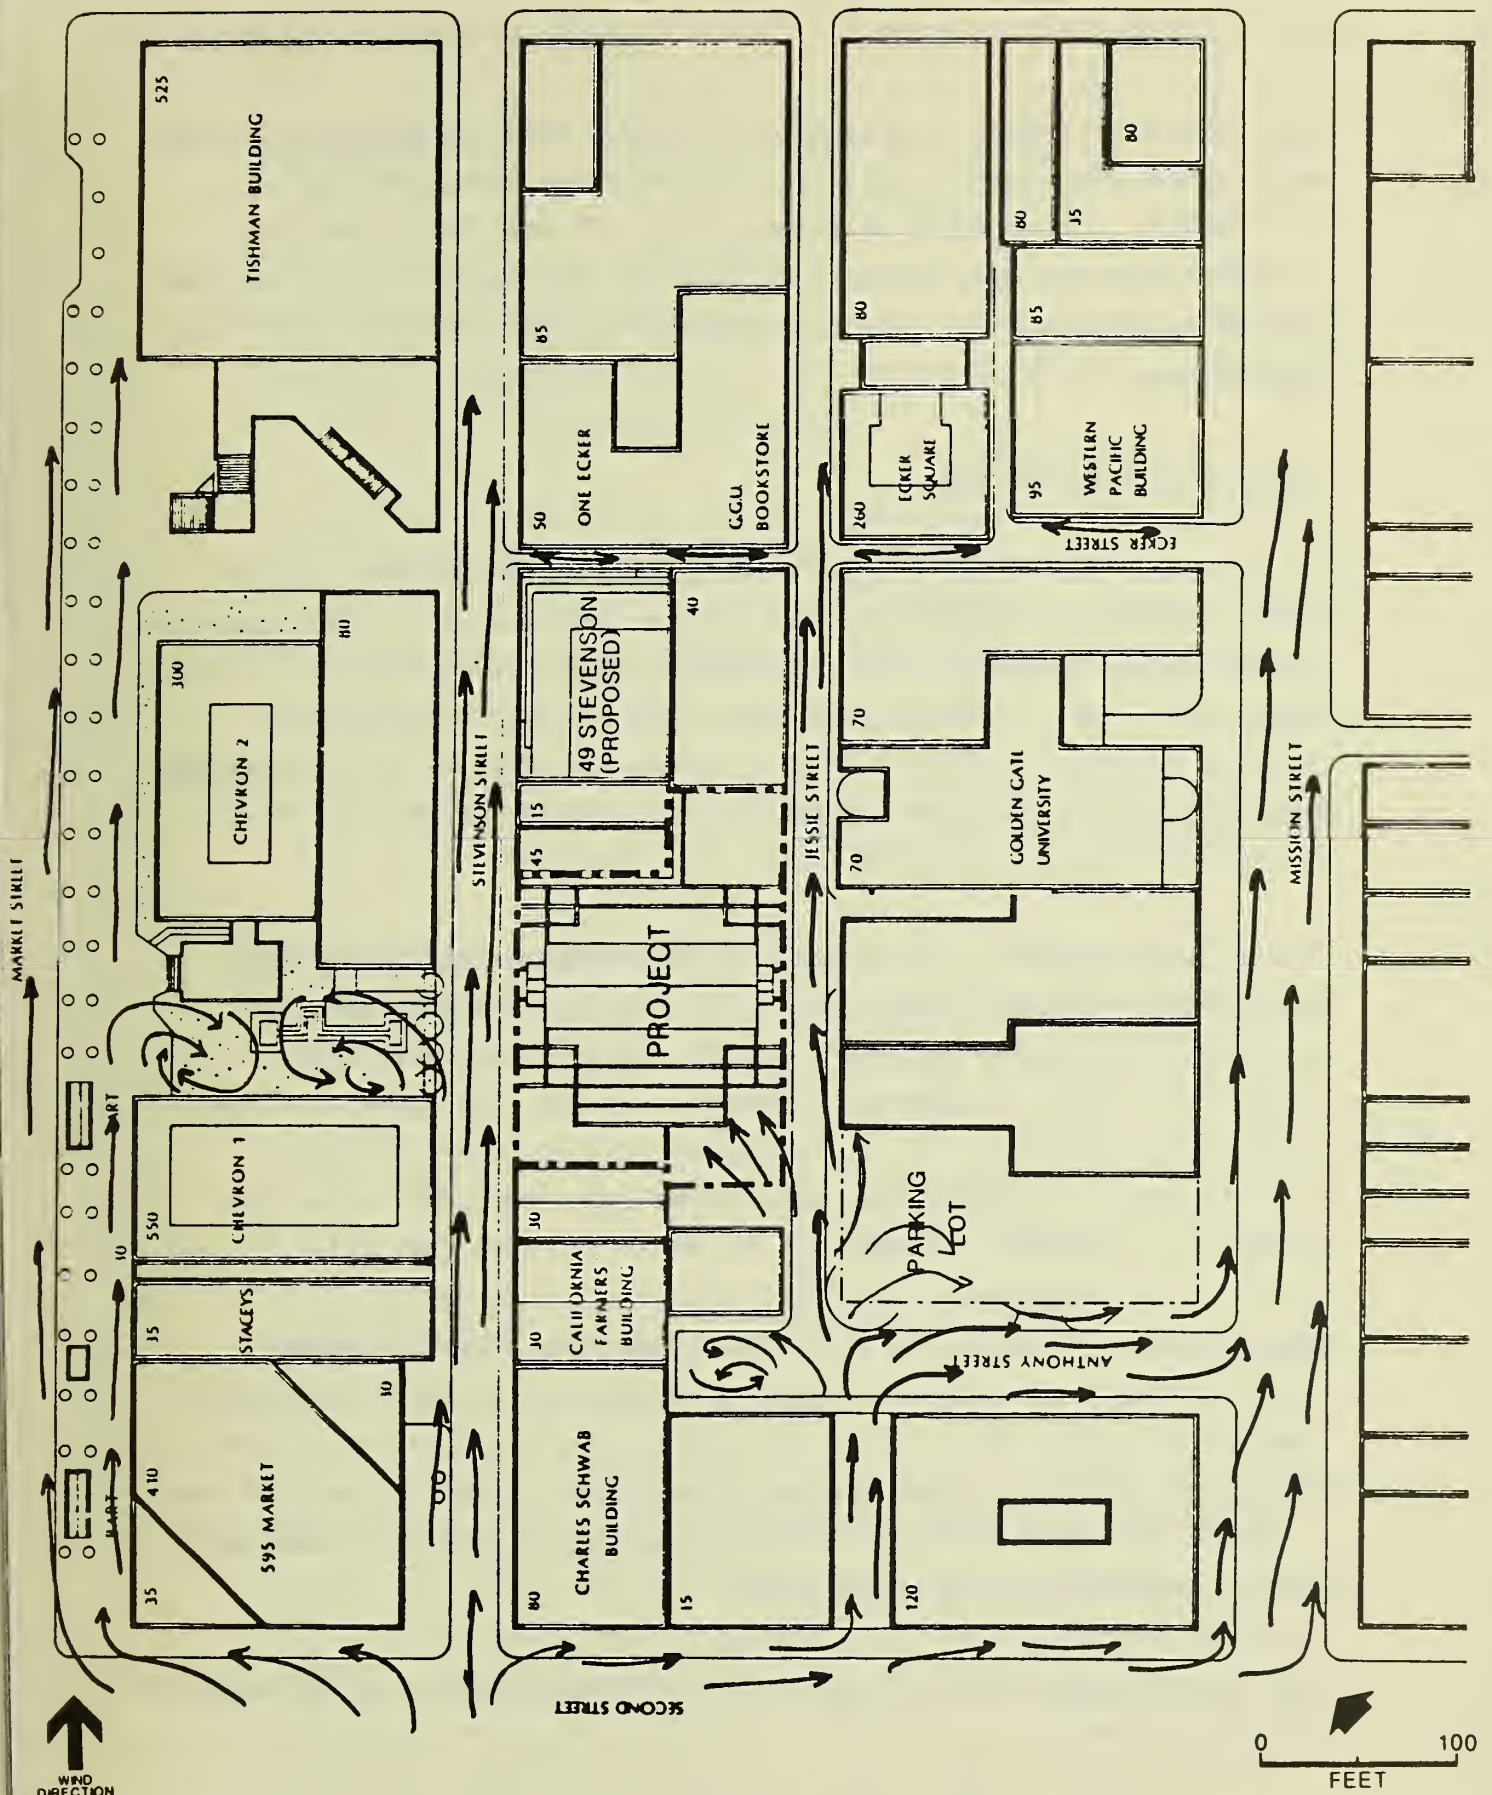 525
TISHMAN BUILDING
80
80
35
85
80
85
ONE ECKER
50
G.G.U.
BOOKSTORE
ECKER
SQUARE
260
WESTERN
PACIFIC
BUILDING
95
ECKER STREET
300
CHEVRON 2
80
49 STEVENSON
(PROPOSED)
40
15
45
STEVENSON STREET
JESSIE STREET
70
70
GOLDEN GATE
UNIVERSITY
MISSION STREET
MARKET STREET
PROJECT
BART
CHEVRON 1
550
30
PARKING
LOT
30
CALIFORNIA
FARMERS
BUILDING
30
STACEYS
35
ANTHONY STREET
30
410
595 MARKET
35
BART
CHARLES SCHWAB
BUILDING
80
15
120
SECOND STREET
WIND
DIRECTION
0 100
FEET